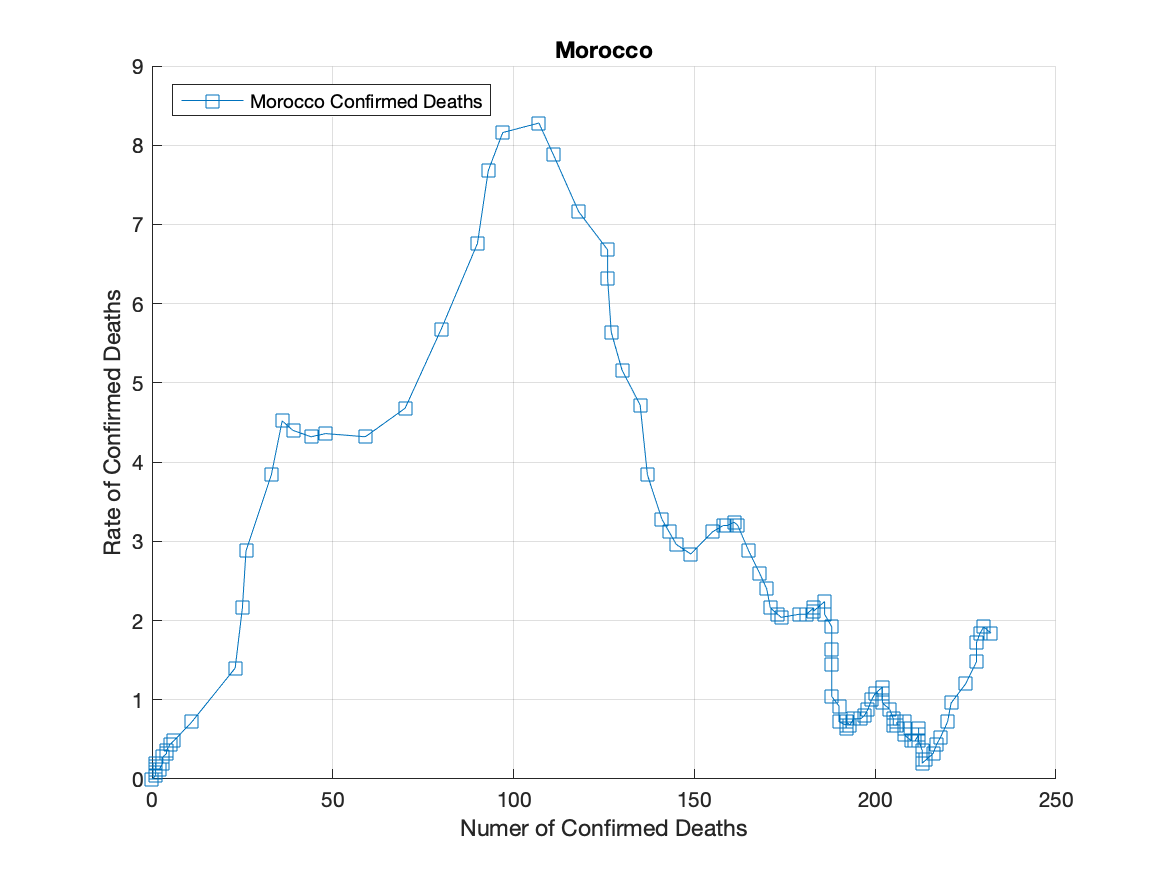 Morocco
Morocco Confirmed Deaths
Rate of Confirmed Deaths
9
8
7
6
5
4
3
2
1
0
0 50 100 150 200 250
Numer of Confirmed Deaths